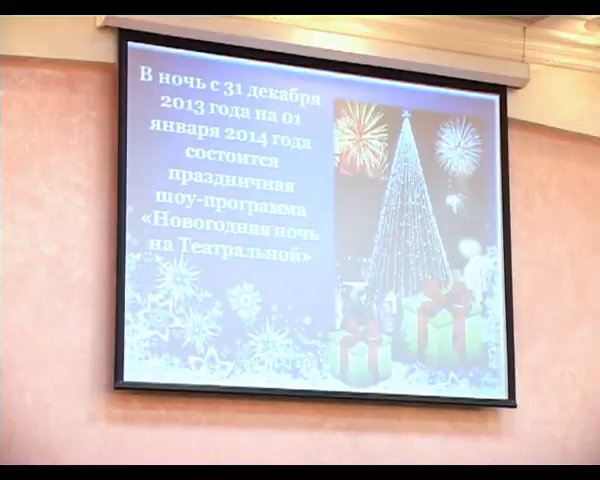 В ночь с 31 декабря
2013 года на 01
января 2014 года
состоится
праздничная
шоу-программа
«Новогодняя ночь
на Театральной»